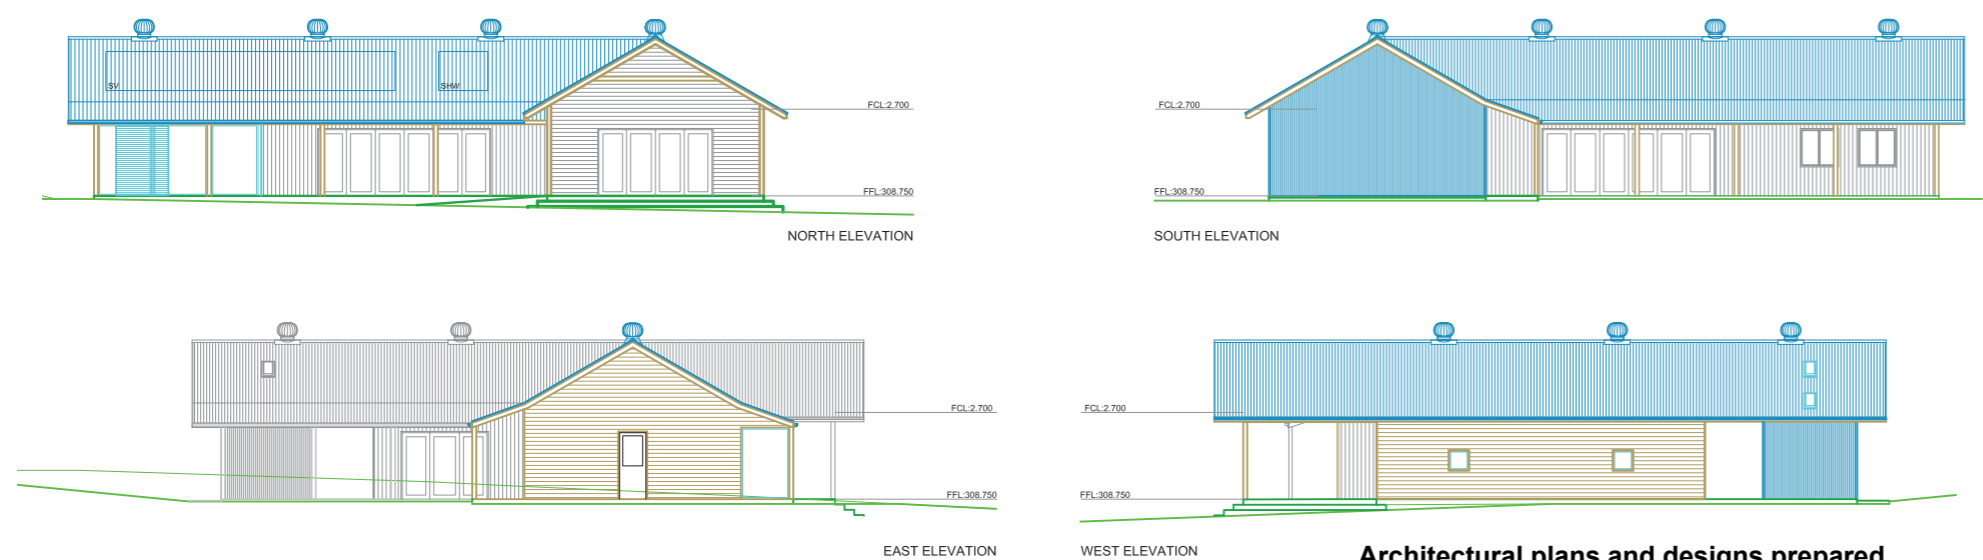 SV
SHW
FCL:2.700
FFL:308.750
NORTH ELEVATION
FCL:2.700
FFL:308.750
SOUTH ELEVATION
FCL:2.700
FFL:308.750
EAST ELEVATION
FCL:2.700
FFL:308.750
WEST ELEVATION
Architectural plans and designs prepared